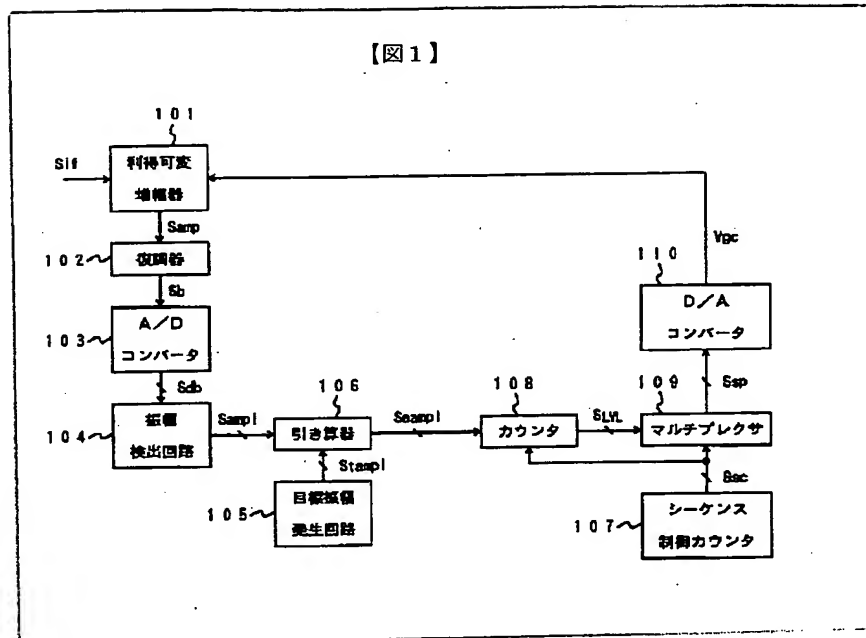 【図1】
101
Sif
利得可変
増幅器
Samp
102
復調器
Sb
103
A/D
コンバータ
Sdb
104
振幅
検出回路
Sampl
106
引き算器
Stampl
105
目標振幅
発生回路
Seampl
108
カウンタ
SLVL
109
マルチプレクサ
Ssc
107
シーケンス
制御カウンタ
Ssp
110
D/A
コンバータ
Vgc